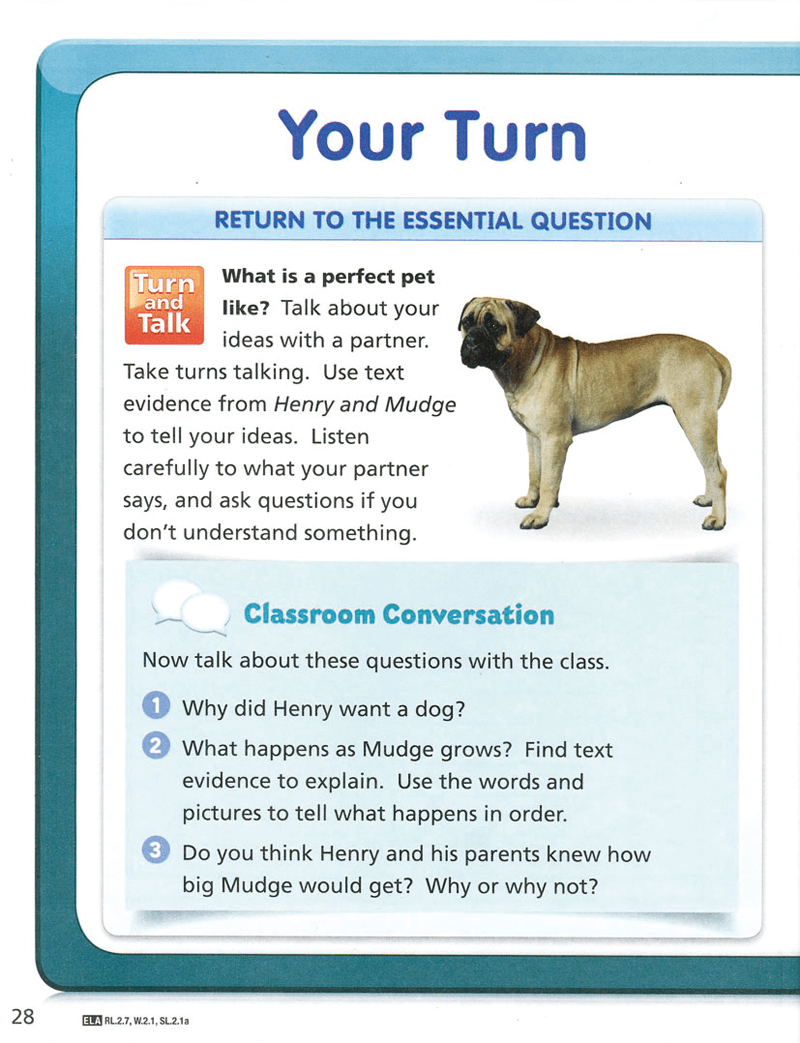 Your Turn
RETURN TO THE ESSENTIAL QUESTION
Turn
and
Talk
What is a perfect pet
like? Talk about your
ideas with a partner.
Take turns talking. Use text
evidence from Henry and Mudge
to tell your ideas. Listen
carefully to what your partner
says, and ask questions if you
don't understand something.
Classroom Conversation
Now talk about these questions with the class.
1 Why did Henry want a dog?
2 What happens as Mudge grows? Find text
evidence to explain. Use the words and
pictures to tell what happens in order.
3 Do you think Henry and his parents knew how
big Mudge would get? Why or why not?
28 ELA RL.2.7, W.2.1, SL.2.1a